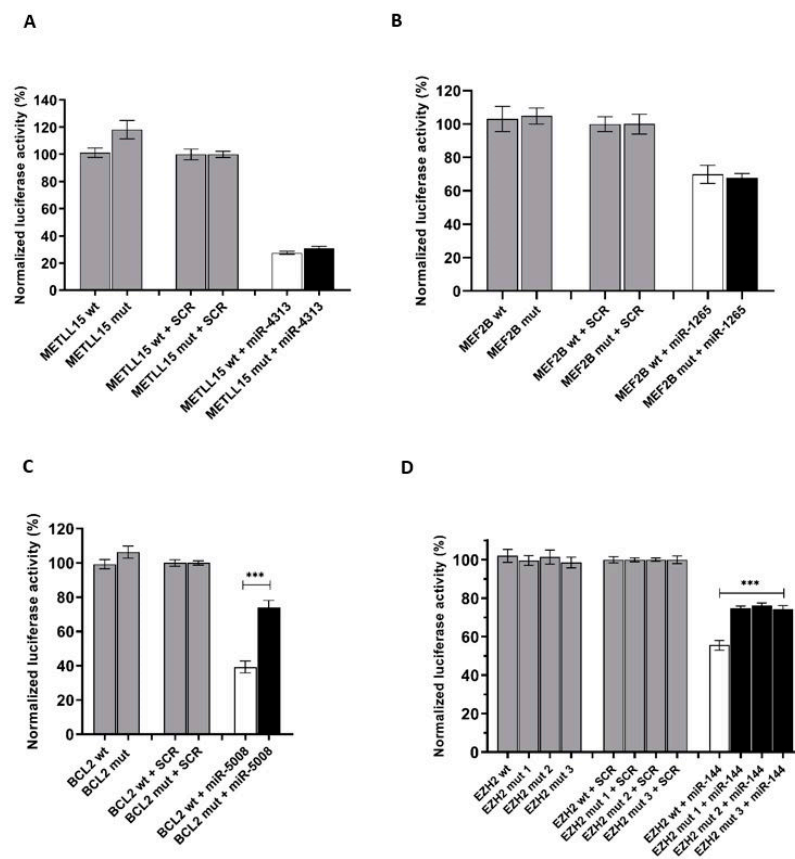 A
Normalized luciferase activity (%)
140
120
100
80
60
40
20
0
METLL15 wt
METLL15 mut
METLL15 wt + SCR
METLL15 mut + SCR
METLL15 wt + miR-4313
METLL15 mut + miR-4313
B
Normalized luciferase activity (%)
120
100
80
60
40
20
0
MEF2B wt
MEF2B mut
MEF2B wt + SCR
MEF2B mut + SCR
MEF2B wt + miR-1265
MEF2B mut + miR-1265
C
Normalized luciferase activity (%)
120
100
80
60
40
20
0
***
BCL2 wt
BCL2 mut
BCL2 wt + SCR
BCL2 mut + SCR
BCL2 wt + miR-5008
BCL2 mut + miR-5008
D
Normalized luciferase activity (%)
100
80
60
40
20
0
***
EZH2 wt
EZH2 mut 1
EZH2 mut 2
EZH2 mut 3
EZH2 wt + SCR
EZH2 mut 1 + SCR
EZH2 mut 2 + SCR
EZH2 mut 3 + SCR
EZH2 wt + miR-144
EZH2 mut 1 + miR-144
EZH2 mut 2 + miR-144
EZH2 mut 3 + miR-144